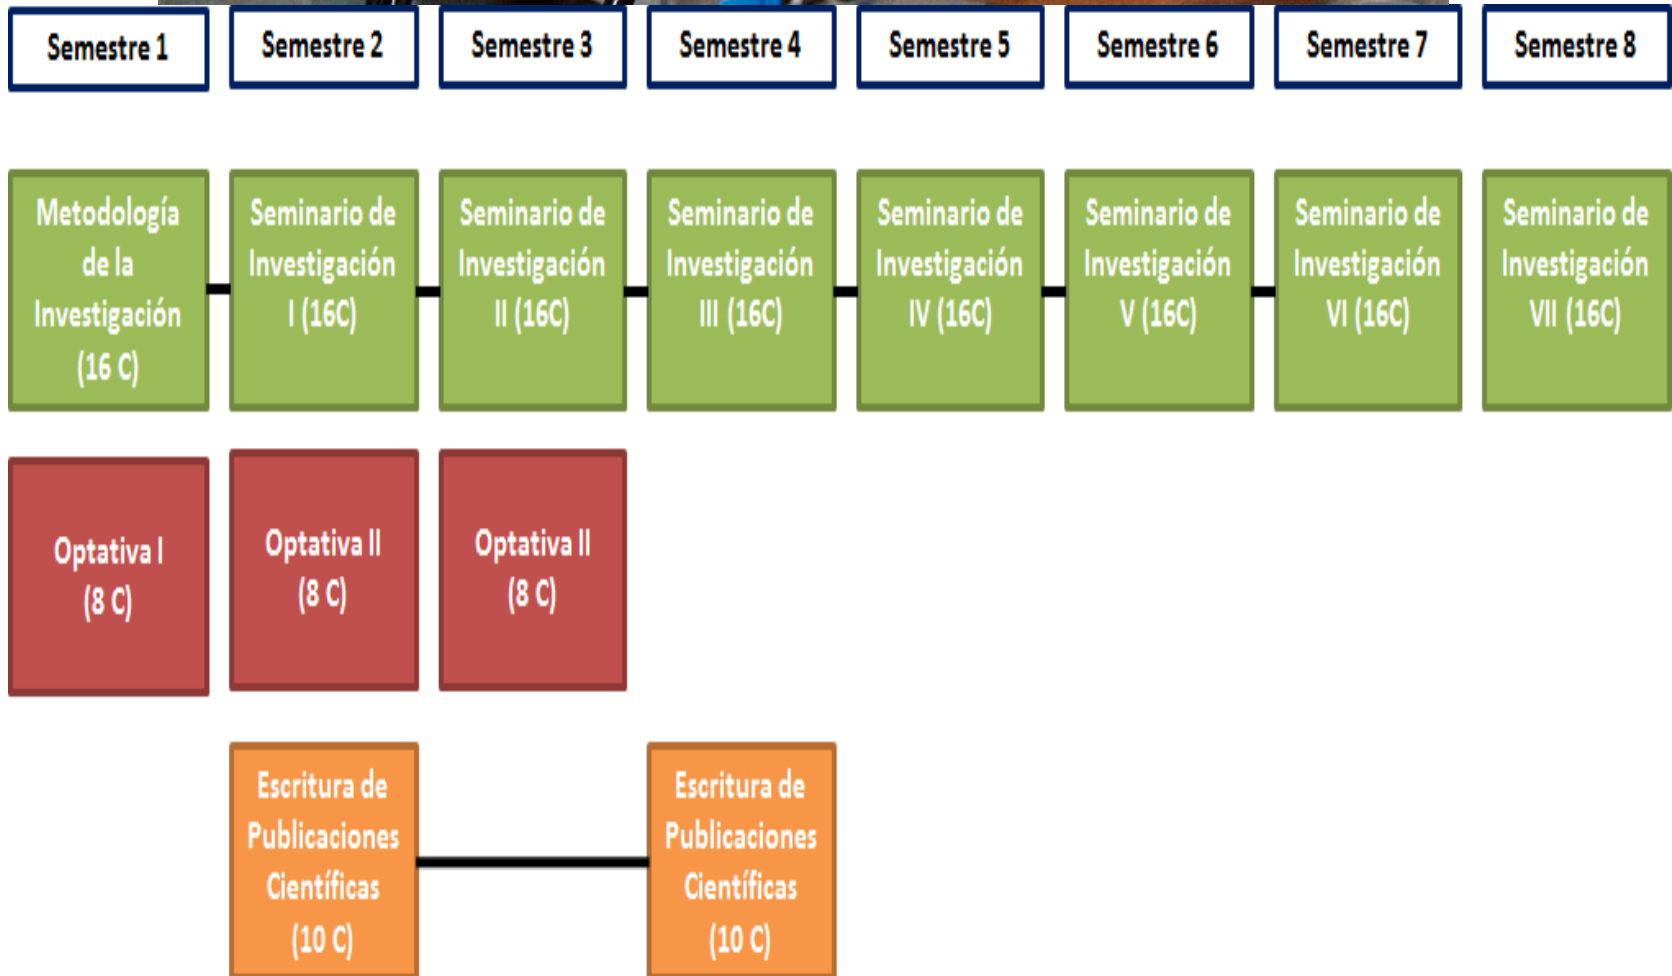 Semestre 1
Semestre 2
Semestre 3
Semestre 4
Semestre 5
Semestre 6
Semestre 7
Semestre 8
Metodología
de la
Investigación
(16 C)
Seminario de
Investigación
I (16C)
Seminario de
Investigación
II (16C)
Seminario de
Investigación
III (16C)
Seminario de
Investigación
IV (16C)
Seminario de
Investigación
V (16C)
Seminario de
Investigación
VI (16C)
Seminario de
Investigación
VII (16C)
Optativa I
(8 C)
Optativa II
(8 C)
Optativa II
(8 C)
Escritura de
Publicaciones
Científicas
(10 C)
Escritura de
Publicaciones
Científicas
(10 C)